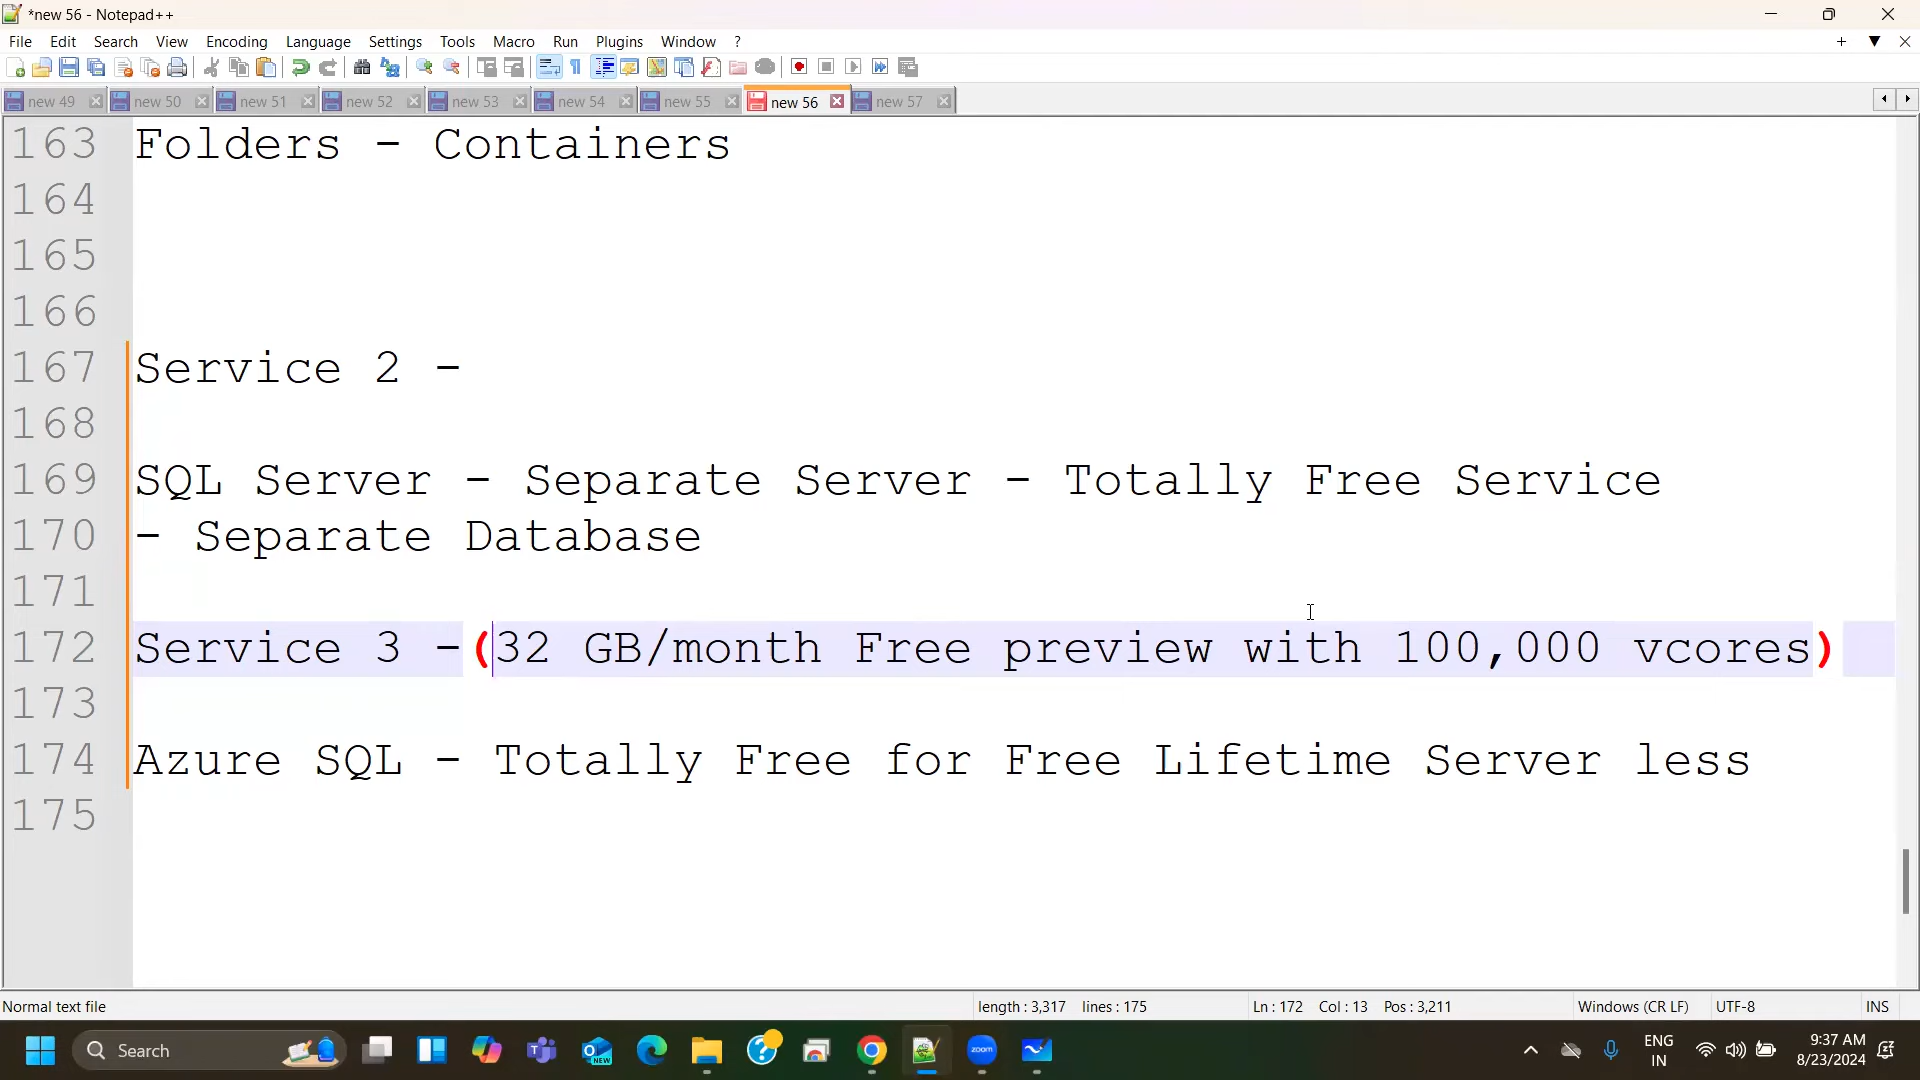 *new 56 - Notepad++
File Edit Search View Encoding Language Settings Tools Macro Run Plugins Window ?
new 49 new 50 new 51 new 52 new 53 new 54 new 55 new 56 new 57
163 Folders - Containers
164
165
166
167 Service 2 -
168
169 SQL Server - Separate Server - Totally Free Service
170 - Separate Database
171
172 Service 3 -(32 GB/month Free preview with 100,000 vcores)
173
174 Azure SQL - Totally Free for Free Lifetime Server less
175
Normal text file length : 3,317 lines : 175 Ln : 172 Col : 13 Pos : 3,211 Windows (CR LF) UTF-8 INS
Search NEW zoom ENG IN 9:37 AM 8/23/2024